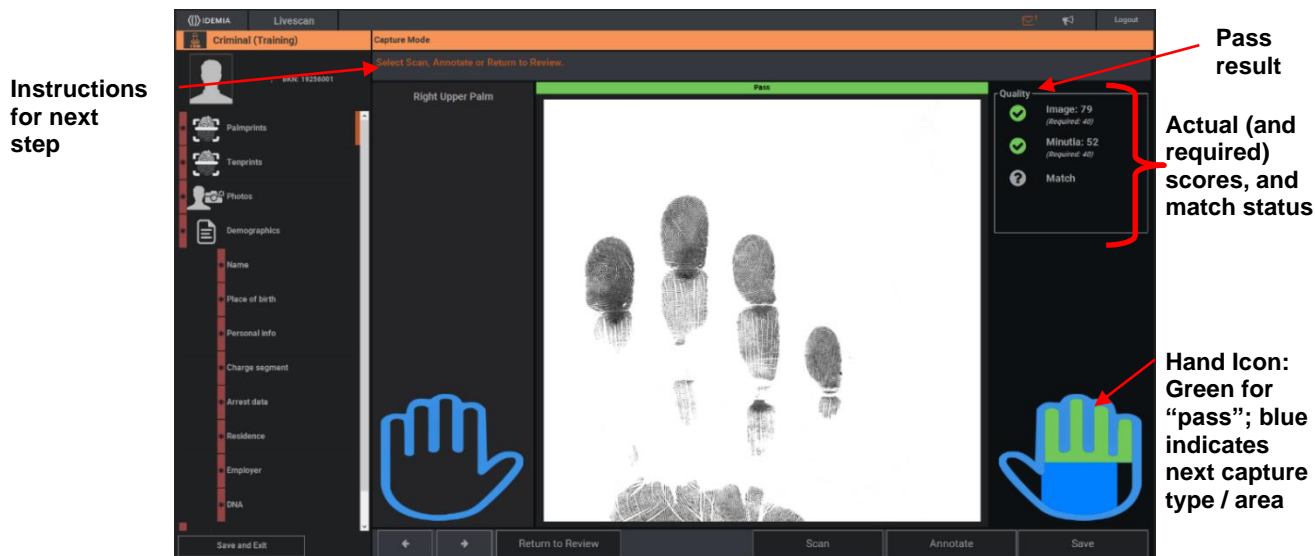 IDEMIA Livescan 1 Logout
Criminal (Training) Capture Mode
Select Scan, Annotate or Return to Review.
BKN: 19256001
Instructions
for next
step
Pass
result
Right Upper Palm
Pass
Quality
Image: 79
(Required: 40)
Minutia: 52
(Required: 40)
Match
Actual (and
required)
scores, and
match status
Palmprints
Tenprints
Photos
Demographics
Name
Place of birth
Personal Info
Charge segment
Arrest data
Residence
Employer
DNA
Hand Icon:
Green for
“pass”; blue
indicates
next capture
type / area
Save and Exit
Return to Review Scan Annotate Save